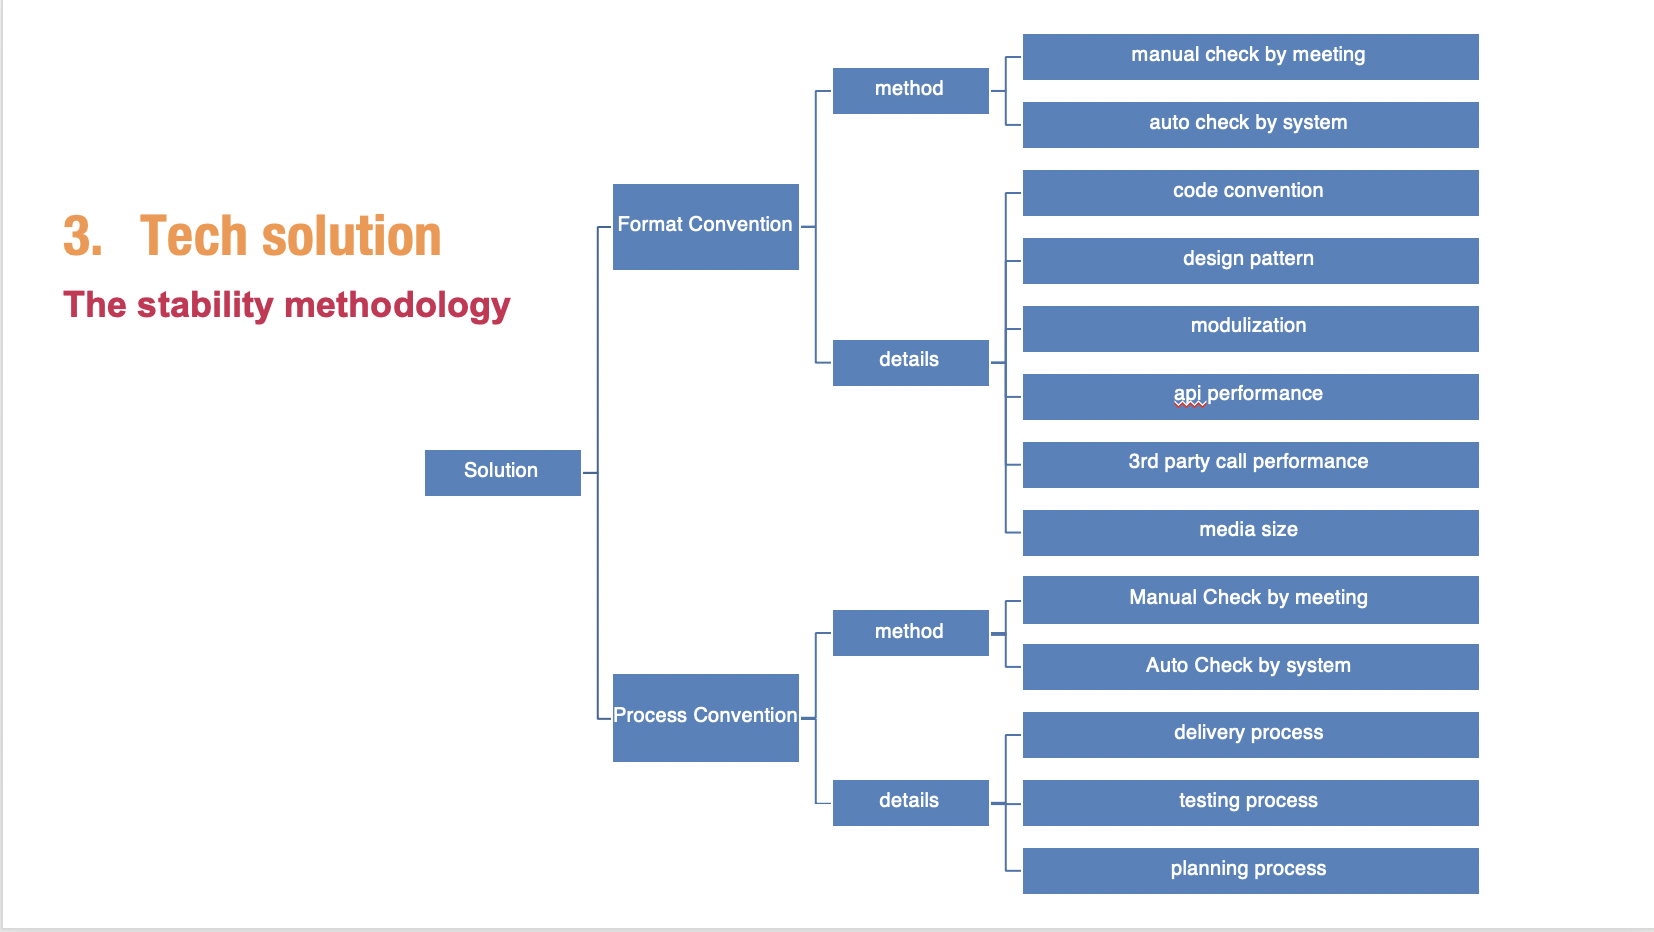 3. Tech solution
The stability methodology
Solution
Format Convention
method
manual check by meeting
auto check by system
details
code convention
design pattern
modulization
api performance
3rd party call performance
media size
Process Convention
method
Manual Check by meeting
Auto Check by system
details
delivery process
testing process
planning process